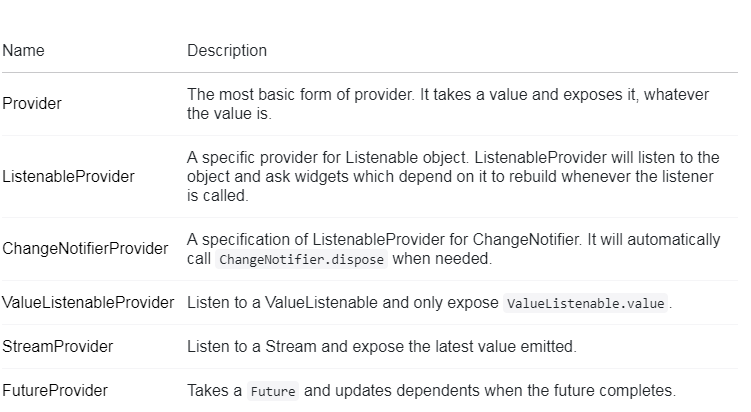 Name Description
Provider The most basic form of provider. It takes a value and exposes it, whatever
the value is.
ListenableProvider A specific provider for Listenable object. ListenableProvider will listen to the
object and ask widgets which depend on it to rebuild whenever the listener
is called.
ChangeNotifierProvider A specification of ListenableProvider for ChangeNotifier. It will automatically
call ChangeNotifier.dispose when needed.
ValueListenableProvider Listen to a ValueListenable and only expose ValueListenable.value.
StreamProvider Listen to a Stream and expose the latest value emitted.
FutureProvider Takes a Future and updates dependents when the future completes.